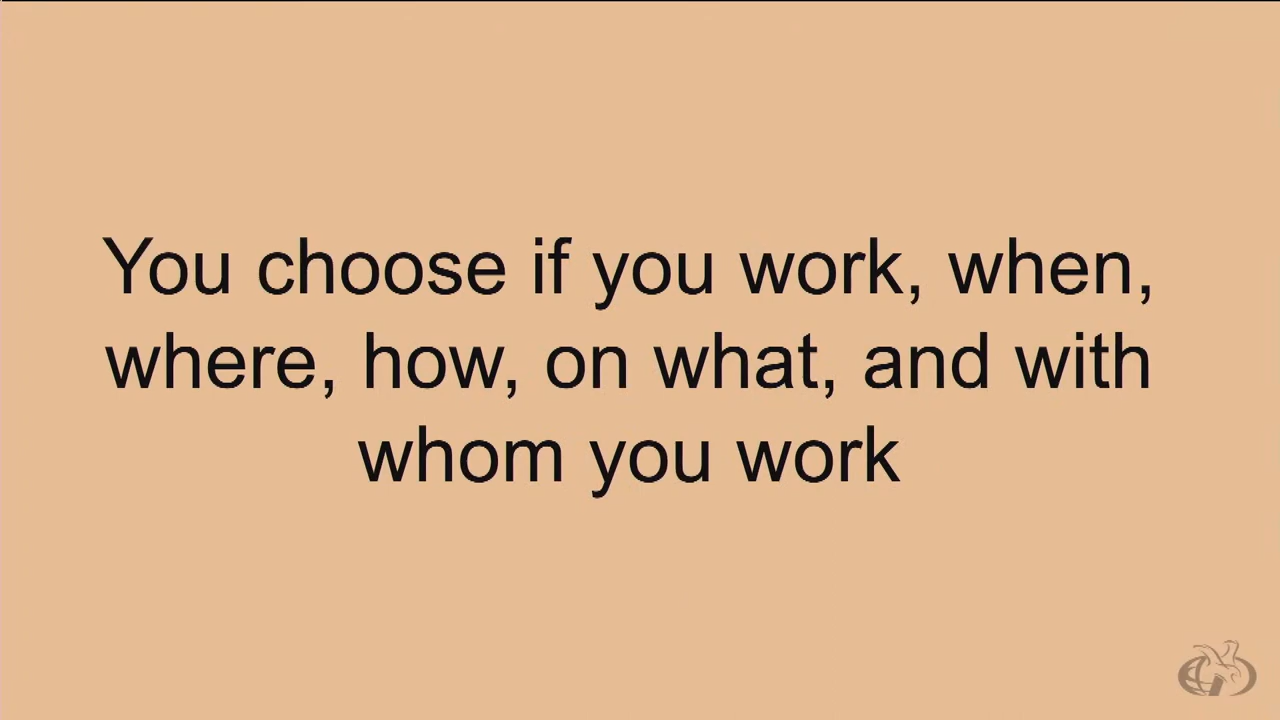 You choose if you work, when,
where, how, on what, and with
whom you work